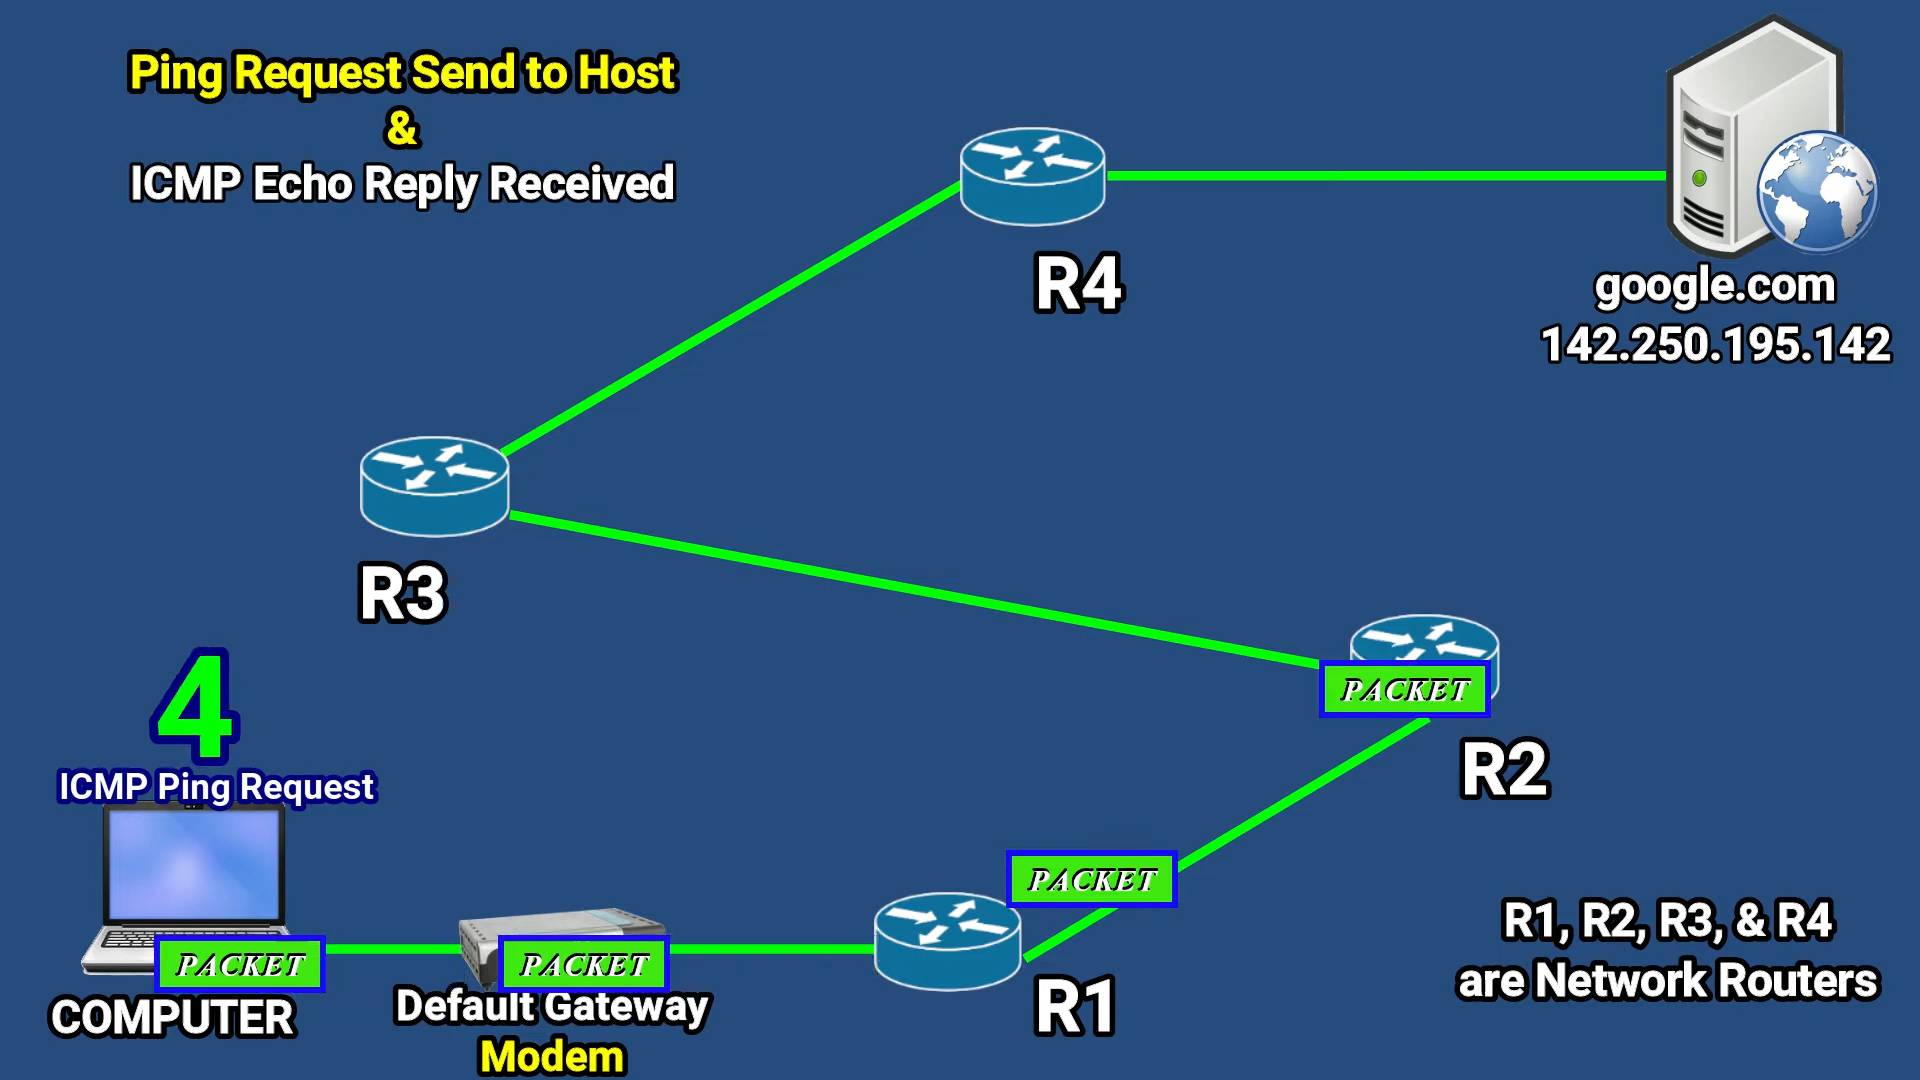 Ping Request Send to Host
&
ICMP Echo Reply Received
R4
google.com
142.250.195.142
R3
PACKET
R2
4
ICMP Ping Request
PACKET
R1, R2, R3, & R4
are Network Routers
PACKET
PACKET
COMPUTER
Default Gateway
Modem
R1